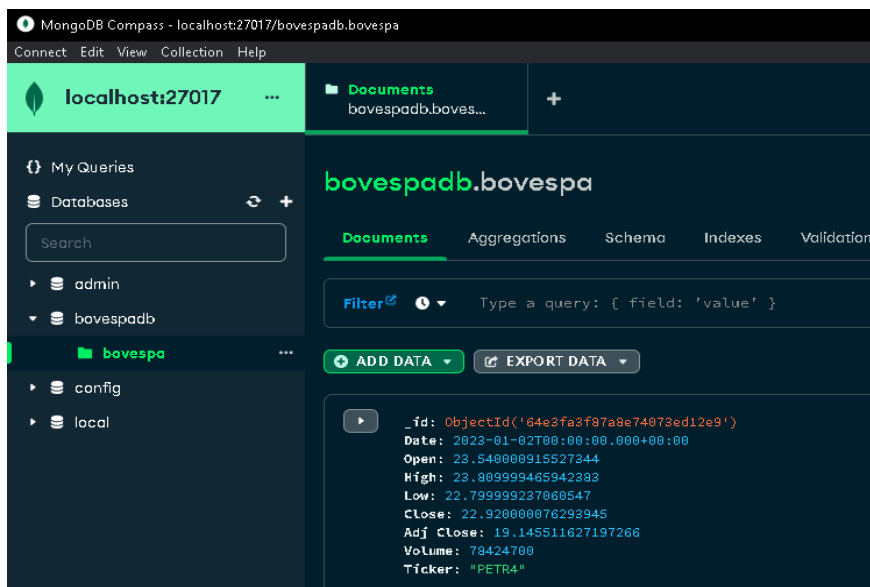 MongoDB Compass - localhost:27017/bovespadb.bovespa
Connect Edit View Collection Help
localhost:27017 ...
Documents
bovespadb.boves...
{} My Queries
Databases
Search
admin
bovespadb
bovespa ...
config
local
bovespadb.bovespa
Documents Aggregations Schema Indexes Validation
Filter Type a query: { field: 'value' }
ADD DATA EXPORT DATA
_id: ObjectId('64e3fa3f87a8e74073ed12e9')
Date: 2023-01-02T00:00:00.000+00:00
Open: 23.540000915527344
High: 23.809999465942383
Low: 22.799999237060547
Close: 22.920000076293945
Adj Close: 19.145511627197266
Volume: 78424700
Ticker: "PETR4"